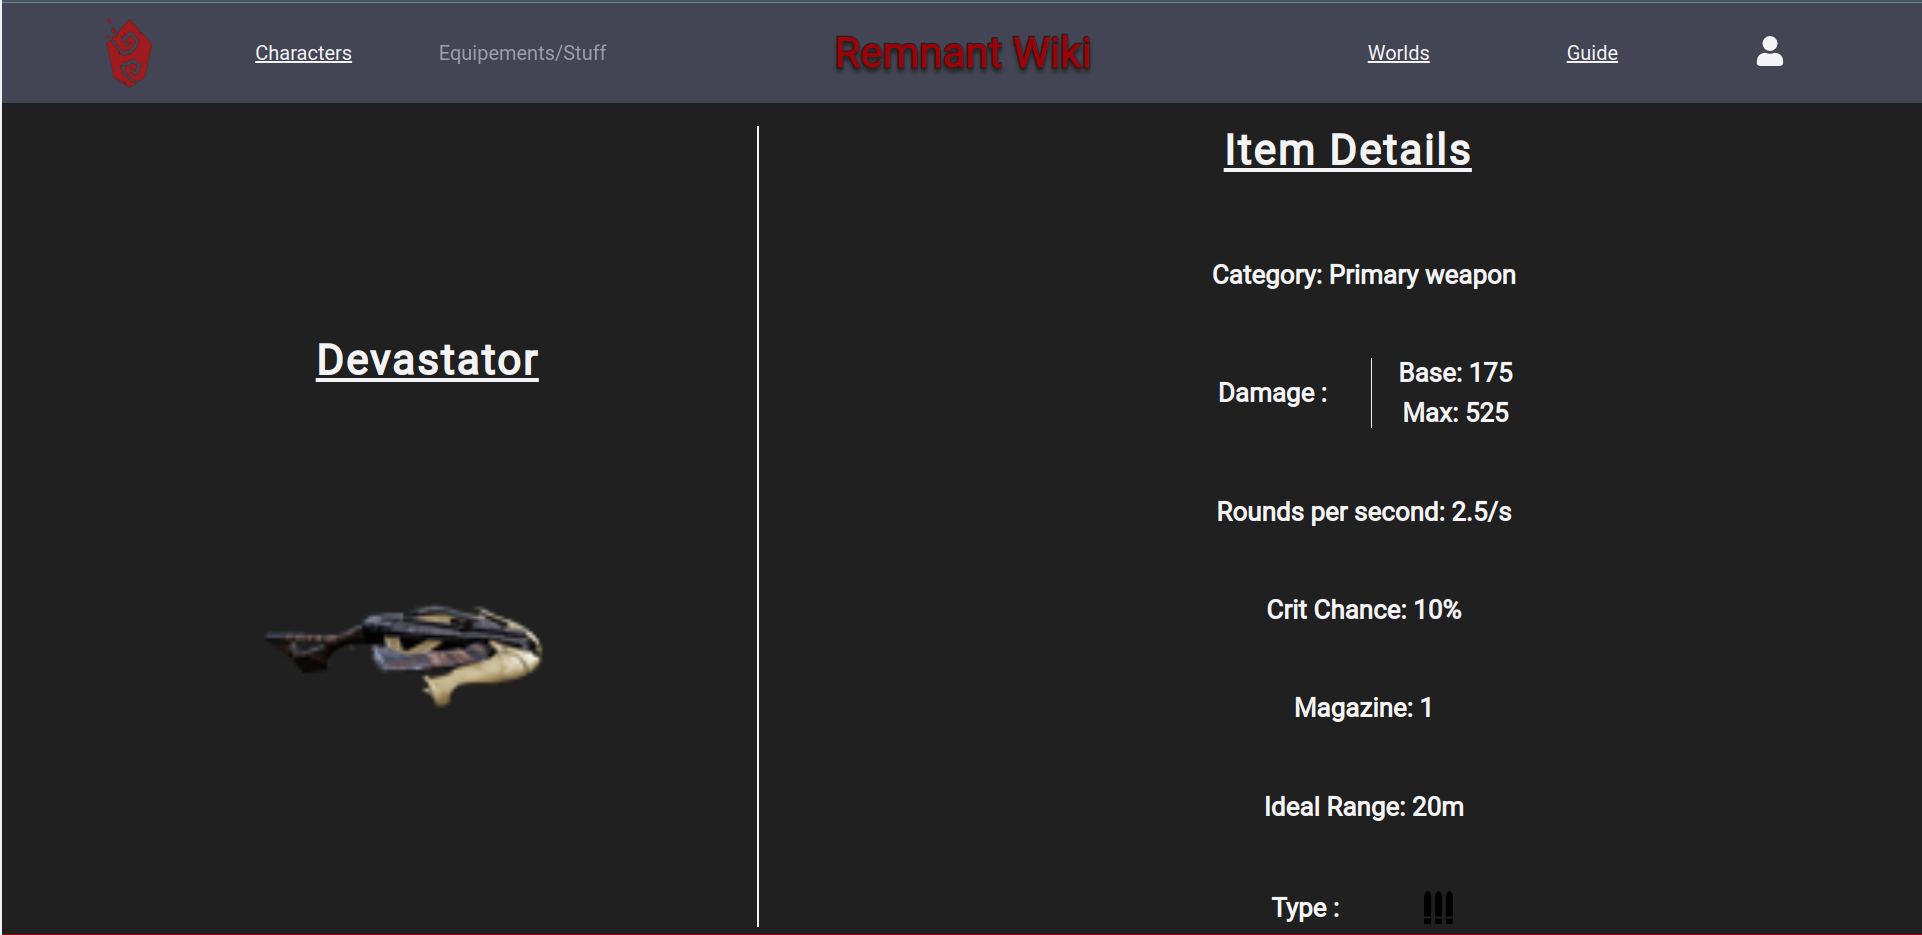 Characters
Equipements/Stuff
Remnant Wiki
Worlds
Guide
Devastator
Item Details
Category: Primary weapon
Damage :
Base: 175
Max: 525
Rounds per second: 2.5/s
Crit Chance: 10%
Magazine: 1
Ideal Range: 20m
Type :